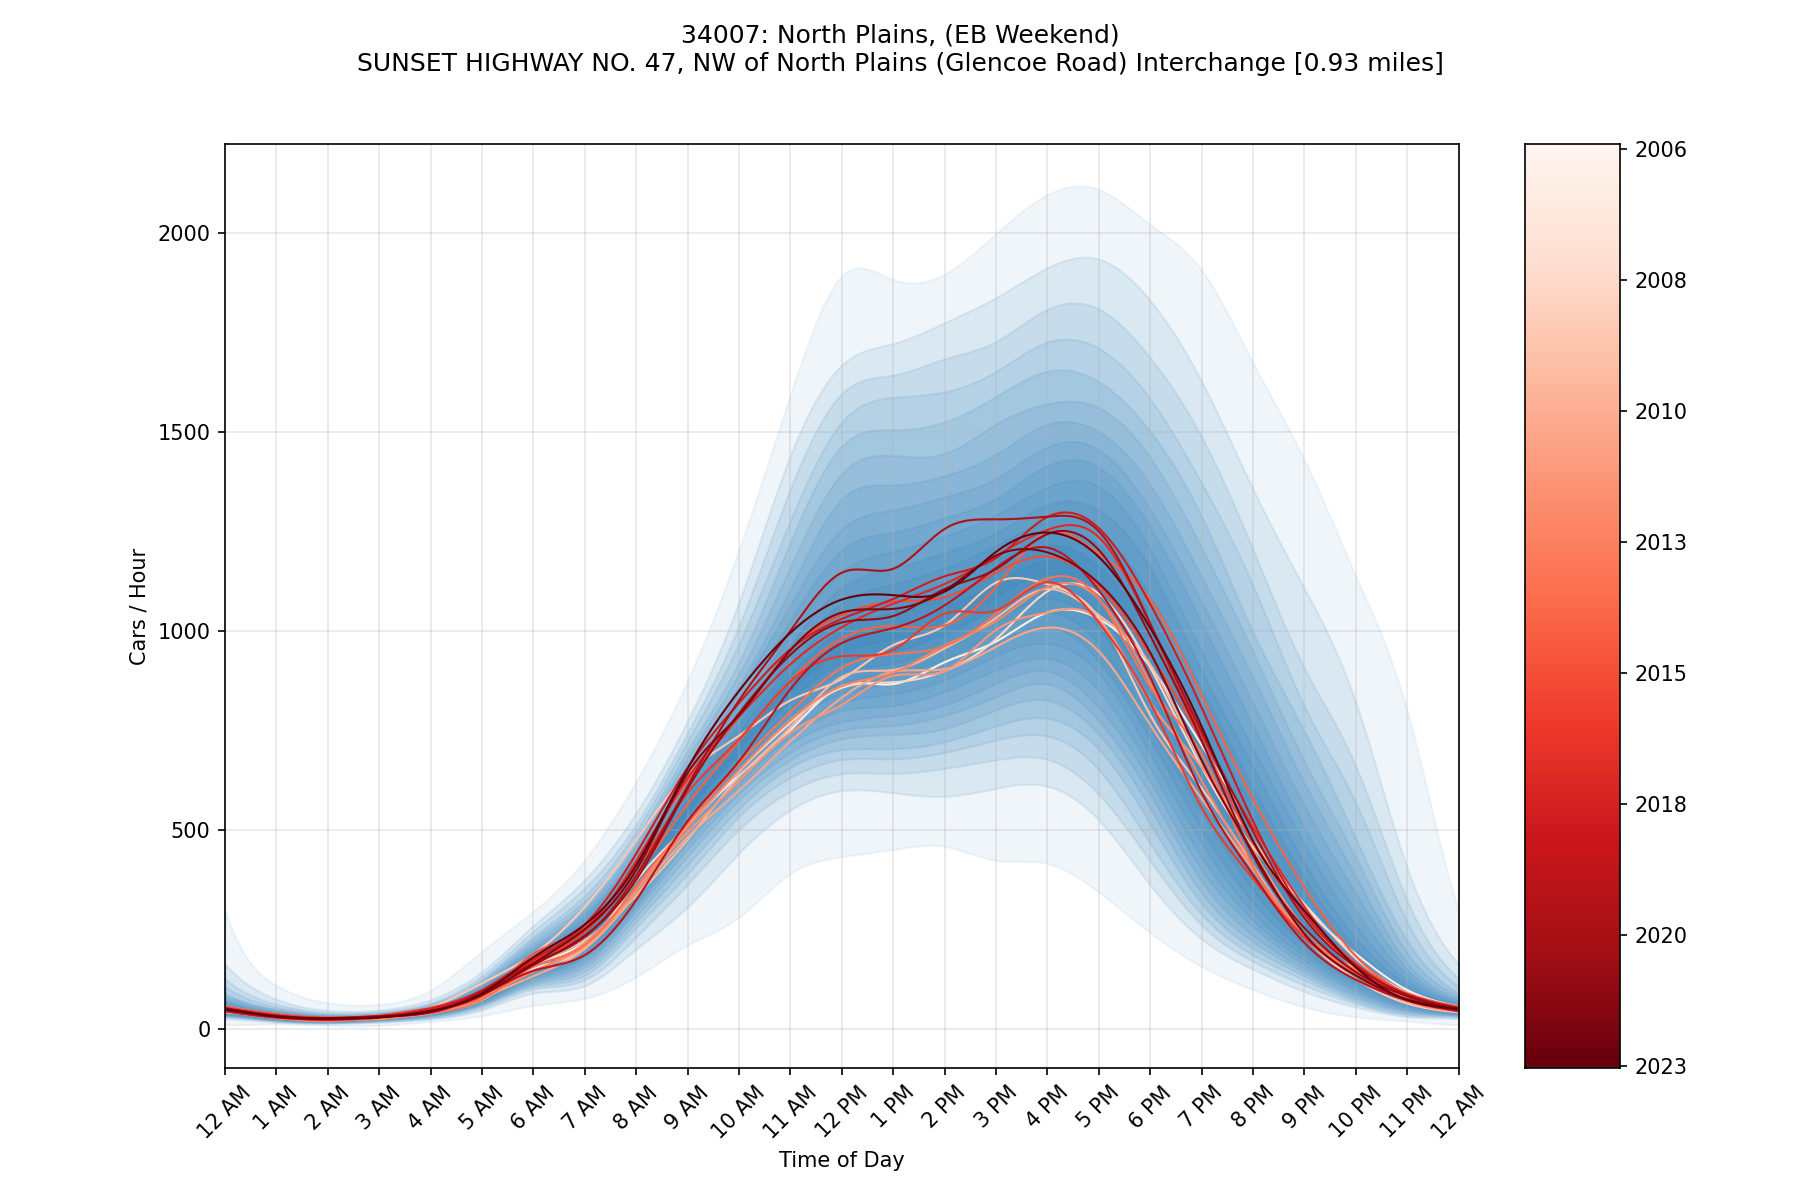 34007: North Plains, (EB Weekend)
SUNSET HIGHWAY NO. 47, NW of North Plains (Glencoe Road) Interchange [0.93 miles]
Cars / Hour
2000
1500
1000
500
0
12 AM
1 AM
2 AM
3 AM
4 AM
5 AM
6 AM
7 AM
8 AM
9 AM
10 AM
11 AM
12 PM
1 PM
2 PM
3 PM
4 PM
5 PM
6 PM
7 PM
8 PM
9 PM
10 PM
11 PM
12 AM
Time of Day
2006
2008
2010
2013
2015
2018
2020
2023